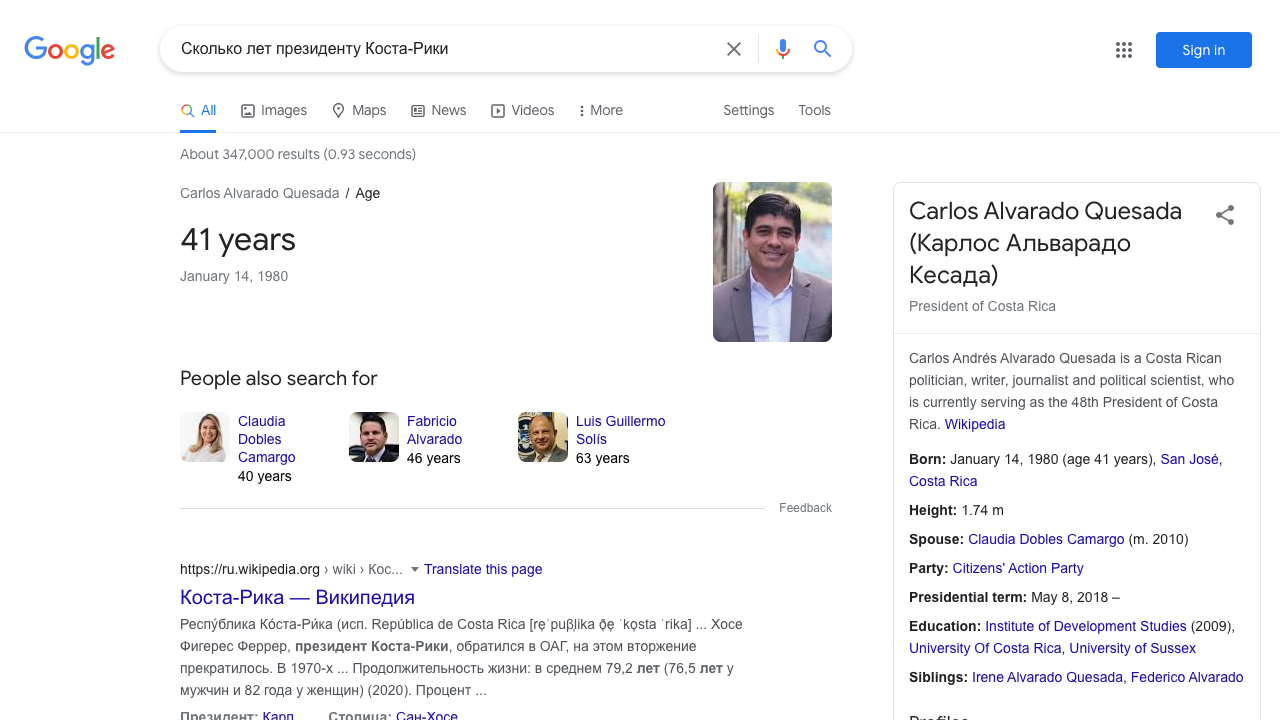 Google
Сколько лет президенту Коста-Рики
Sign in
All
Images
Maps
News
Videos
More
Settings
Tools
About 347,000 results (0.93 seconds)
Carlos Alvarado Quesada / Age
41 years
January 14, 1980
People also search for
Claudia
Dobles
Camargo
40 years
Fabricio
Alvarado
46 years
Luis Guillermo
Solís
63 years
Feedback
https://ru.wikipedia.org › wiki › Кос... Translate this page
Коста-Рика — Википедия
Респу́блика Ко́ста-Ри́ка (исп. República de Costa Rica [re̞ˈpuβlika ð̞e̞ ˈko̞sta ˈrika] ... Хосе
Фигерес Феррер, президент Коста-Рики, обратился в ОАГ, на этом вторжение
прекратилось. В 1970-х ... Продолжительность жизни: в среднем 79,2 лет (76,5 лет у
мужчин и 82 года у женщин) (2020). Процент ...
Президент: Карл... Столица: Сан-Хосе
Carlos Alvarado Quesada
(Карлос Альварадо
Кесада)
President of Costa Rica
Carlos Andrés Alvarado Quesada is a Costa Rican
politician, writer, journalist and political scientist, who
is currently serving as the 48th President of Costa
Rica. Wikipedia
Born: January 14, 1980 (age 41 years), San José,
Costa Rica
Height: 1.74 m
Spouse: Claudia Dobles Camargo (m. 2010)
Party: Citizens' Action Party
Presidential term: May 8, 2018 –
Education: Institute of Development Studies (2009),
University Of Costa Rica, University of Sussex
Siblings: Irene Alvarado Quesada, Federico Alvarado
Profiles